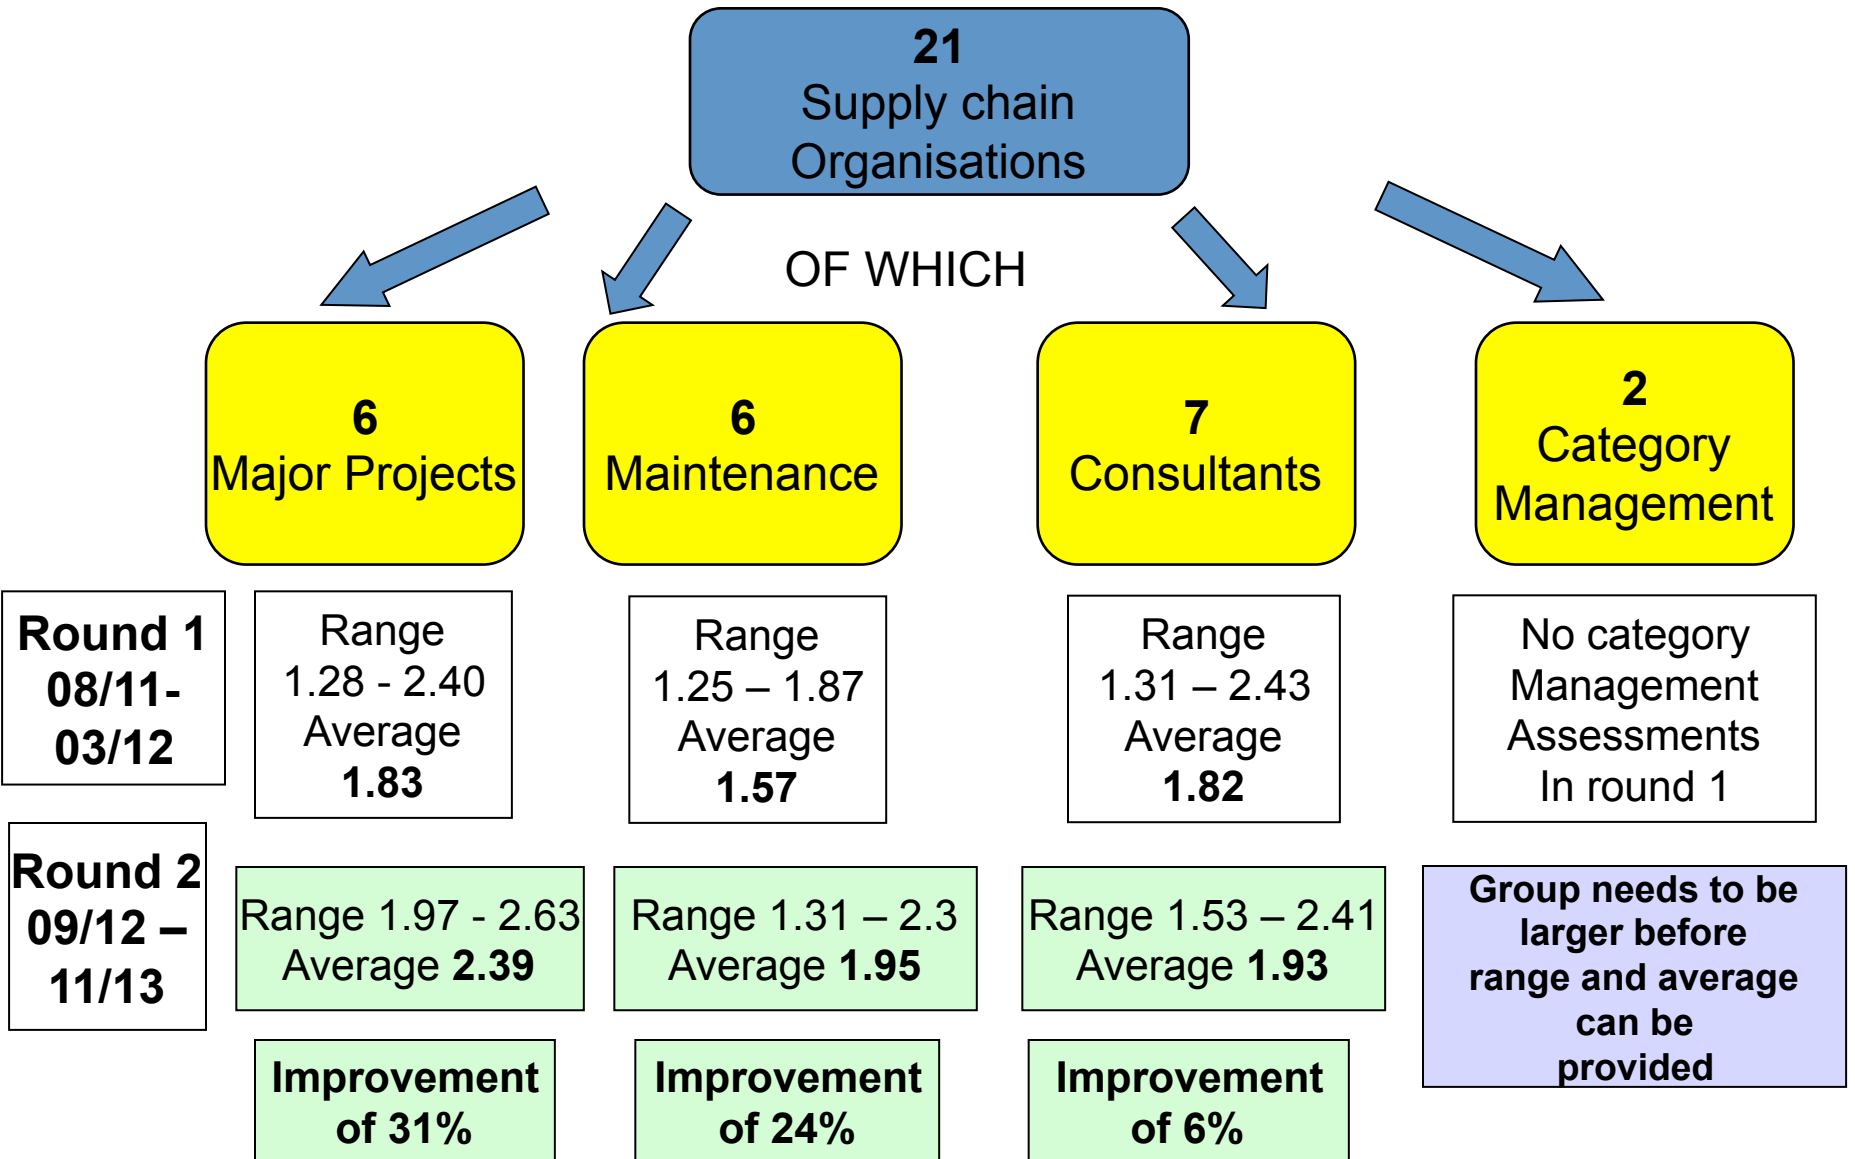 21
Supply chain
Organisations
OF WHICH
6
Major Projects
6
Maintenance
7
Consultants
2
Category
Management
Round 1
08/11-
03/12
Range
1.28 - 2.40
Average
1.83
Range
1.25 – 1.87
Average
1.57
Range
1.31 – 2.43
Average
1.82
No category
Management
Assessments
In round 1
Round 2
09/12 –
11/13
Range 1.97 - 2.63
Average 2.39
Range 1.31 – 2.3
Average 1.95
Range 1.53 – 2.41
Average 1.93
Group needs to be
larger before
range and average
can be
provided
Improvement
of 31%
Improvement
of 24%
Improvement
of 6%